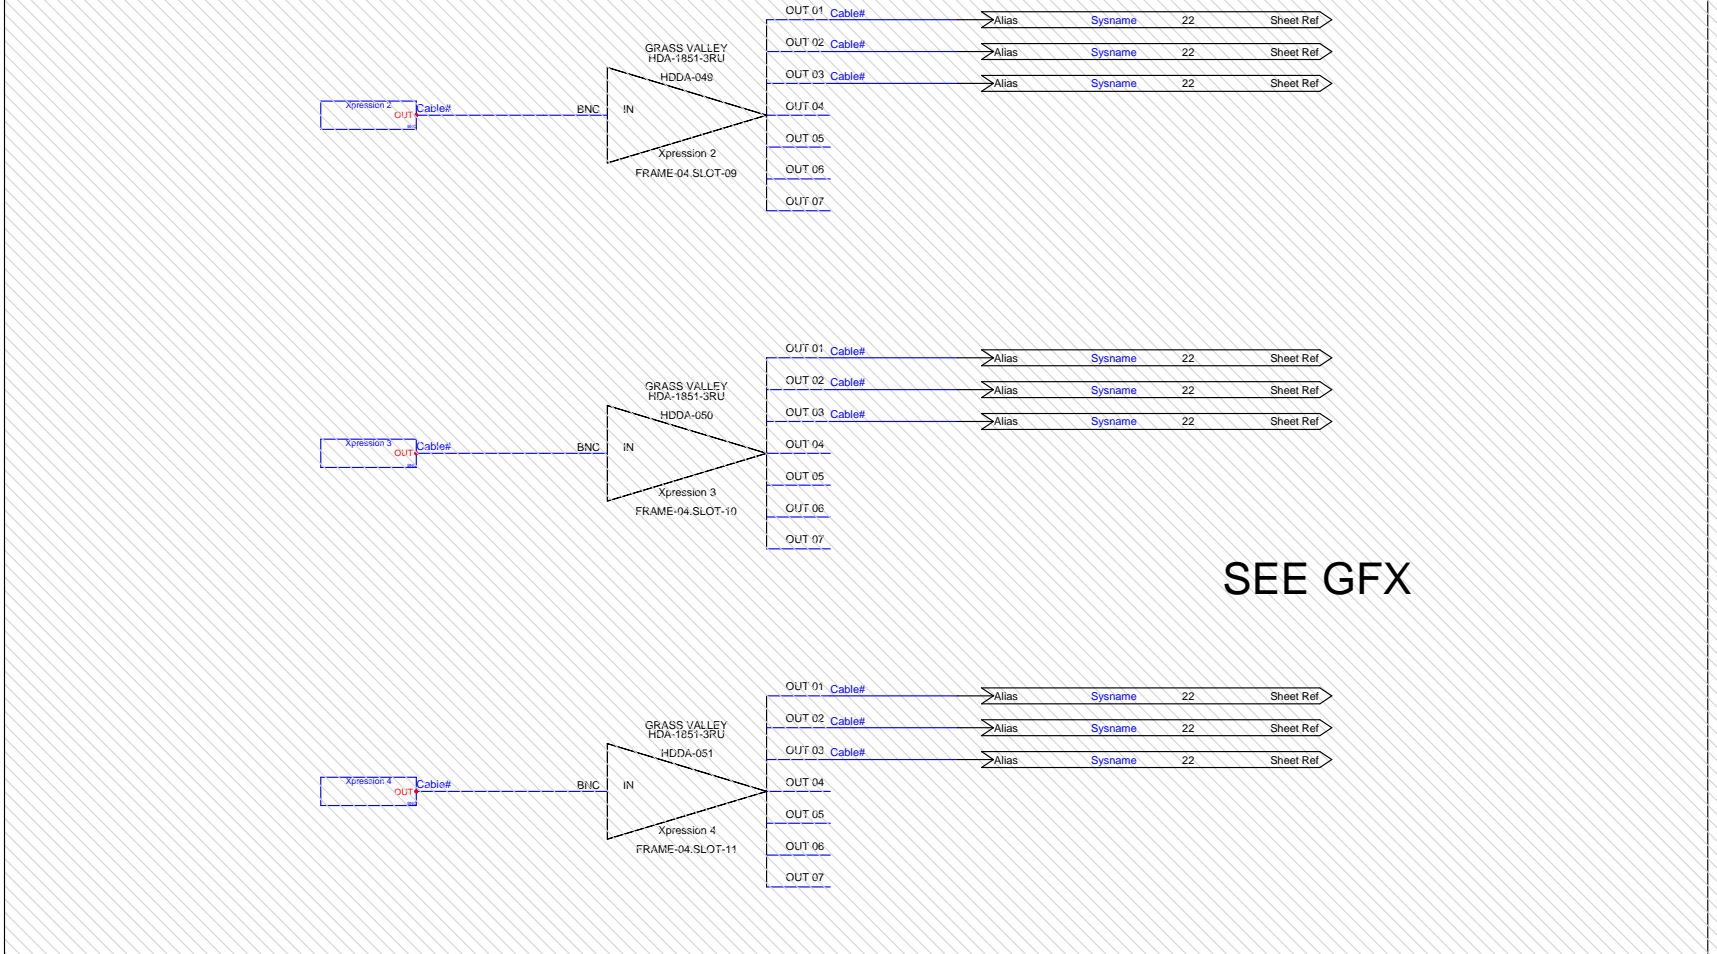 OUT 01 Cable# Alias Sysname 22 Sheet Ref
GRASS VALLEY
OUT 02 Cable# Alias Sysname 22 Sheet Ref
HDA-1851-3RU
HDDA-049
OUT 03 Cable# Alias Sysname 22 Sheet Ref
Xpression 2
Cable#
OUT
BNC
IN
OUT 04
OUT 05
Xpression 2
OUT 06
FRAME-04.SLOT-09
OUT 07
OUT 01 Cable# Alias Sysname 22 Sheet Ref
GRASS VALLEY
OUT 02 Cable# Alias Sysname 22 Sheet Ref
HDA-1851-3RU
HDDA-050
OUT 03 Cable# Alias Sysname 22 Sheet Ref
Xpression 3
Cable#
OUT
BNC
IN
OUT 04
OUT 05
Xpression 3
OUT 06
FRAME-04.SLOT-10
OUT 07
SEE GFX
OUT 01 Cable# Alias Sysname 22 Sheet Ref
GRASS VALLEY
OUT 02 Cable# Alias Sysname 22 Sheet Ref
HDA-1851-3RU
HDDA-051
OUT 03 Cable# Alias Sysname 22 Sheet Ref
Xpression 4
Cable#
OUT
BNC
IN
OUT 04
OUT 05
Xpression 4
OUT 06
FRAME-04.SLOT-11
OUT 07